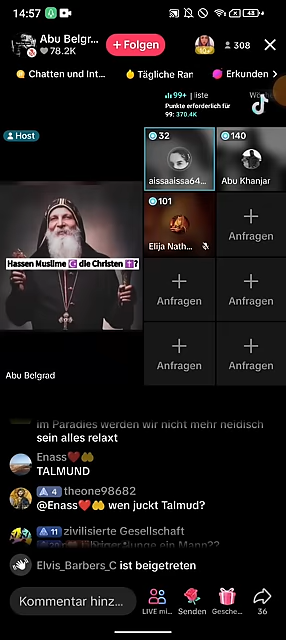 14:57
43
Abu Belgr...
78.2K
+ Folgen
308
Chatten und Int...
Tägliche Ran
Erkunden
99+ | liste
Punkte erforderlich für
99: 370.4K
TikTok
Host
32
140
aissaaissa64...
Abu Khanjar
101
Anfragen
Elija Nath...
Hassen Muslime die Christen ?
Anfragen
Anfragen
Anfragen
Anfragen
Abu Belgrad
Im Paradies werden wir nicht mehr neidisch
sein alles relaxt
Enass❤️🤲
TALMUND
4 theone98682
@Enass❤️🤲 wen juckt Talmud?
11 zivilisierte Gesellschaft
Elvis_Barbers_C ist beigetreten
Kommentar hinz...
LIVE mi...
Senden
Gesche...
36